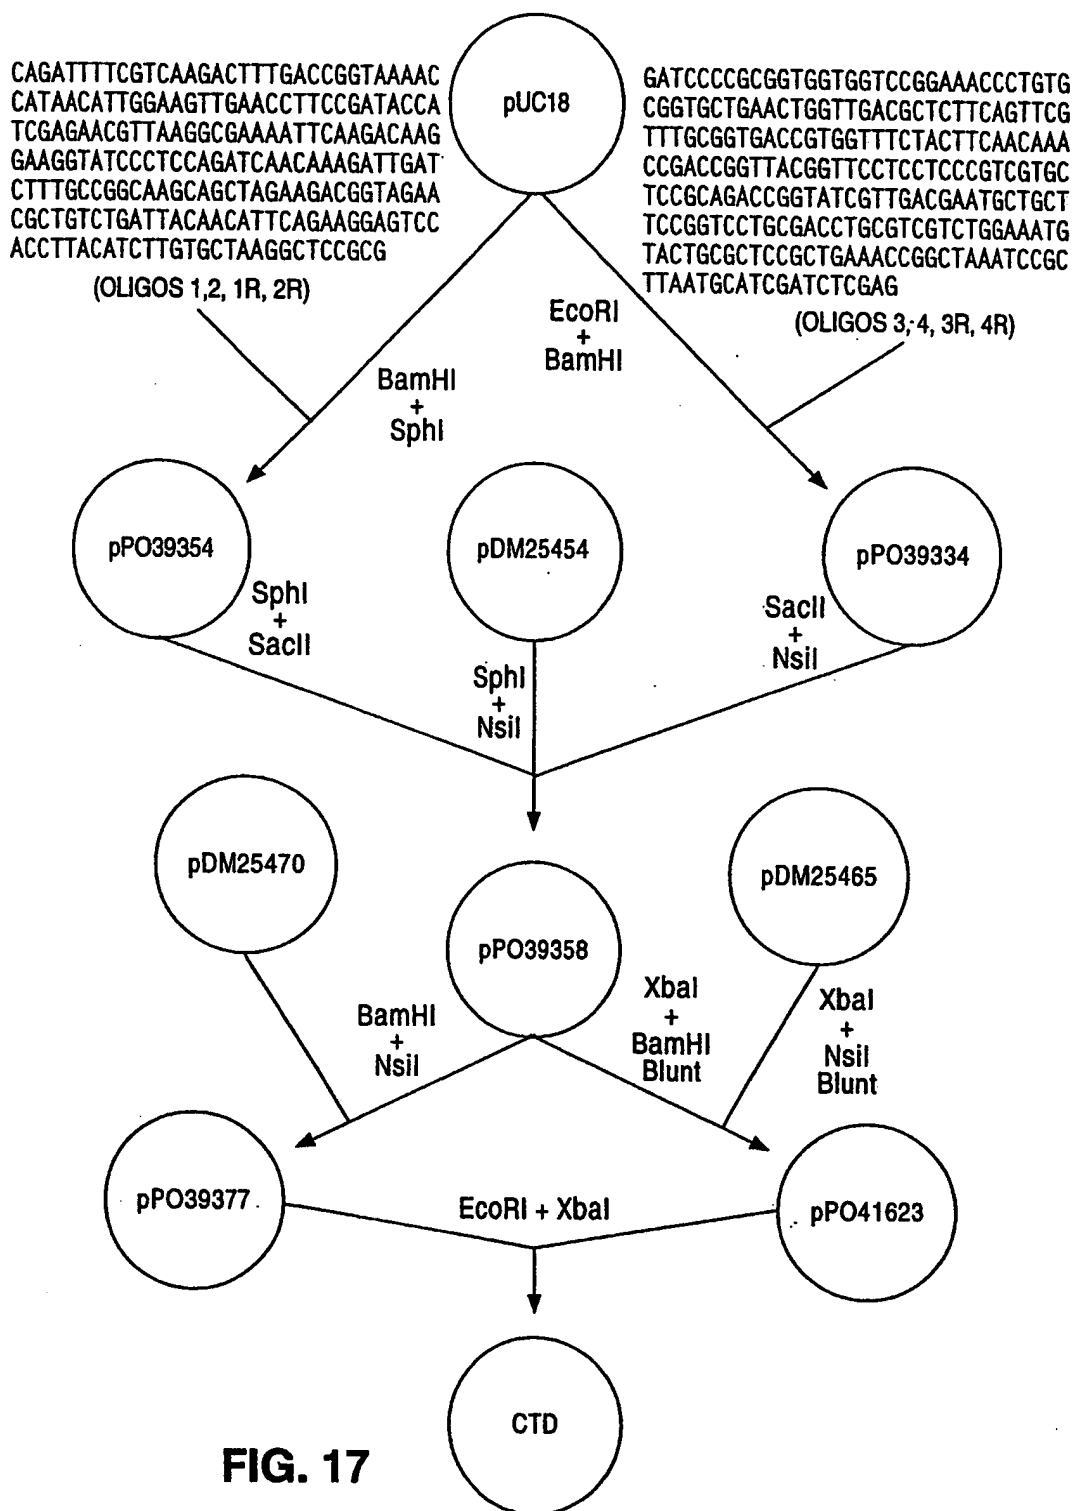 pUC18
CAGATTTTCGTCAAGACTTTGACCGGTAAAAC
CATAACATTGGAAGTTGAACCTTCCGATACCA
TCGAGAACGTTAAGGCGAAAATTCAAGACAAG
GAAGGTATCCCTCCAGATCAACAAAGATTGAT
CTTTGCCGGCAAGCAGCTAGAAGACGGTAGAA
CGCTGTCTGATTACAACATTCAGAAGGAGTCC
ACCTTACATCTTGTGCTAAGGCTCCGCG
(OLIGOS 1,2, 1R, 2R)
GATCCCCGCGGTGGTGGTCCGGAAACCCTGTG
CGGTGCTGAACTGGTTGACGCTCTTCAGTTCG
TTTGCGGTGACCGTGGTTTCTACTTCAACAAA
CCGACCGGTTACGGTTCCTCCTCCCGTCGTGC
TCCGCAGACCGGTATCGTTGACGAATGCTGCT
TCCGGTCCTGCGACCTGCGTCGTCTGGAAATG
TACTGCGCTCCGCTGAAACCGGCTAAATCCGC
TTAATGCATCGATCTCGAG
(OLIGOS 3, 4, 3R, 4R)
BamHI
+
SphI
EcoRI
+
BamHI
pPO39354
pDM25454
pPO39334
SphI
+
SacII
SphI
+
NsiI
SacII
+
NsiI
pDM25470
pPO39358
pDM25465
BamHI
+
NsiI
XbaI
+
BamHI
Blunt
XbaI
+
NsiI
Blunt
pPO39377
EcoRI + XbaI
pPO41623
CTD
FIG. 17